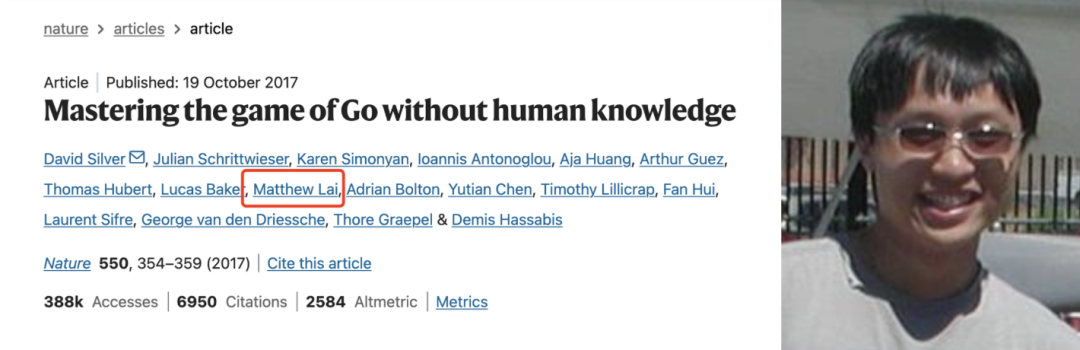 nature > articles > article
Article | Published: 19 October 2017
Mastering the game of Go without human knowledge
David Silver, Julian Schrittwieser, Karen Simonyan, Ioannis Antonoglou, Aja Huang, Arthur Guez,
Thomas Hubert, Lucas Baker, Matthew Lai, Adrian Bolton, Yutian Chen, Timothy Lillicrap, Fan Hui,
Laurent Sifre, George van den Driessche, Thore Graepel & Demis Hassabis
Nature 550, 354–359 (2017) | Cite this article
388k Accesses | 6950 Citations | 2584 Altmetric | Metrics